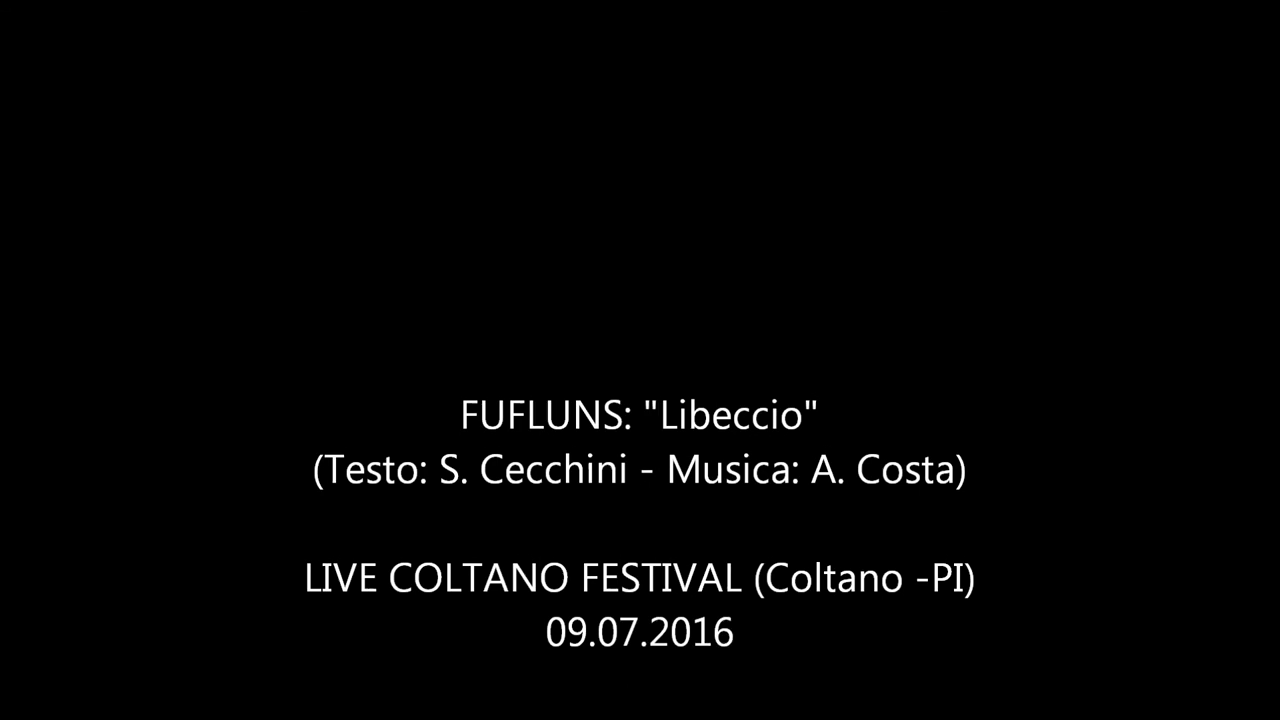 FUFLUNS: "Libeccio"
(Testo: S. Cecchini - Musica: A. Costa)
LIVE COLTANO FESTIVAL (Coltano -PI)
09.07.2016